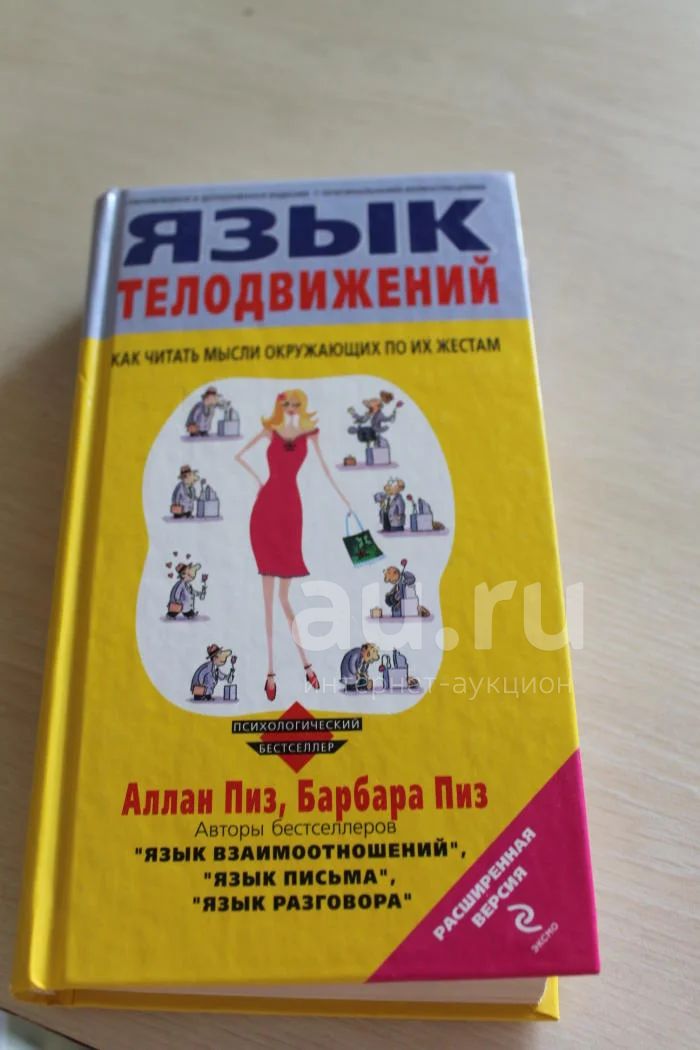 ЯЗЫК
ТЕЛОДВИЖЕНИЙ
КАК ЧИТАТЬ МЫСЛИ ОКРУЖАЮЩИХ ПО ИХ ЖЕСТАМ
au.ru
интернет-аукцион
ПСИХОЛОГИЧЕСКИЙ
БЕСТСЕЛЛЕР
Аллан Пиз, Барбара Пиз
Авторы бестселлеров
"ЯЗЫК ВЗАИМООТНОШЕНИЙ",
"ЯЗЫК ПИСЬМА",
"ЯЗЫК РАЗГОВОРА"
РАСШИРЕННАЯ
ВЕРСИЯ
ЭКСМО